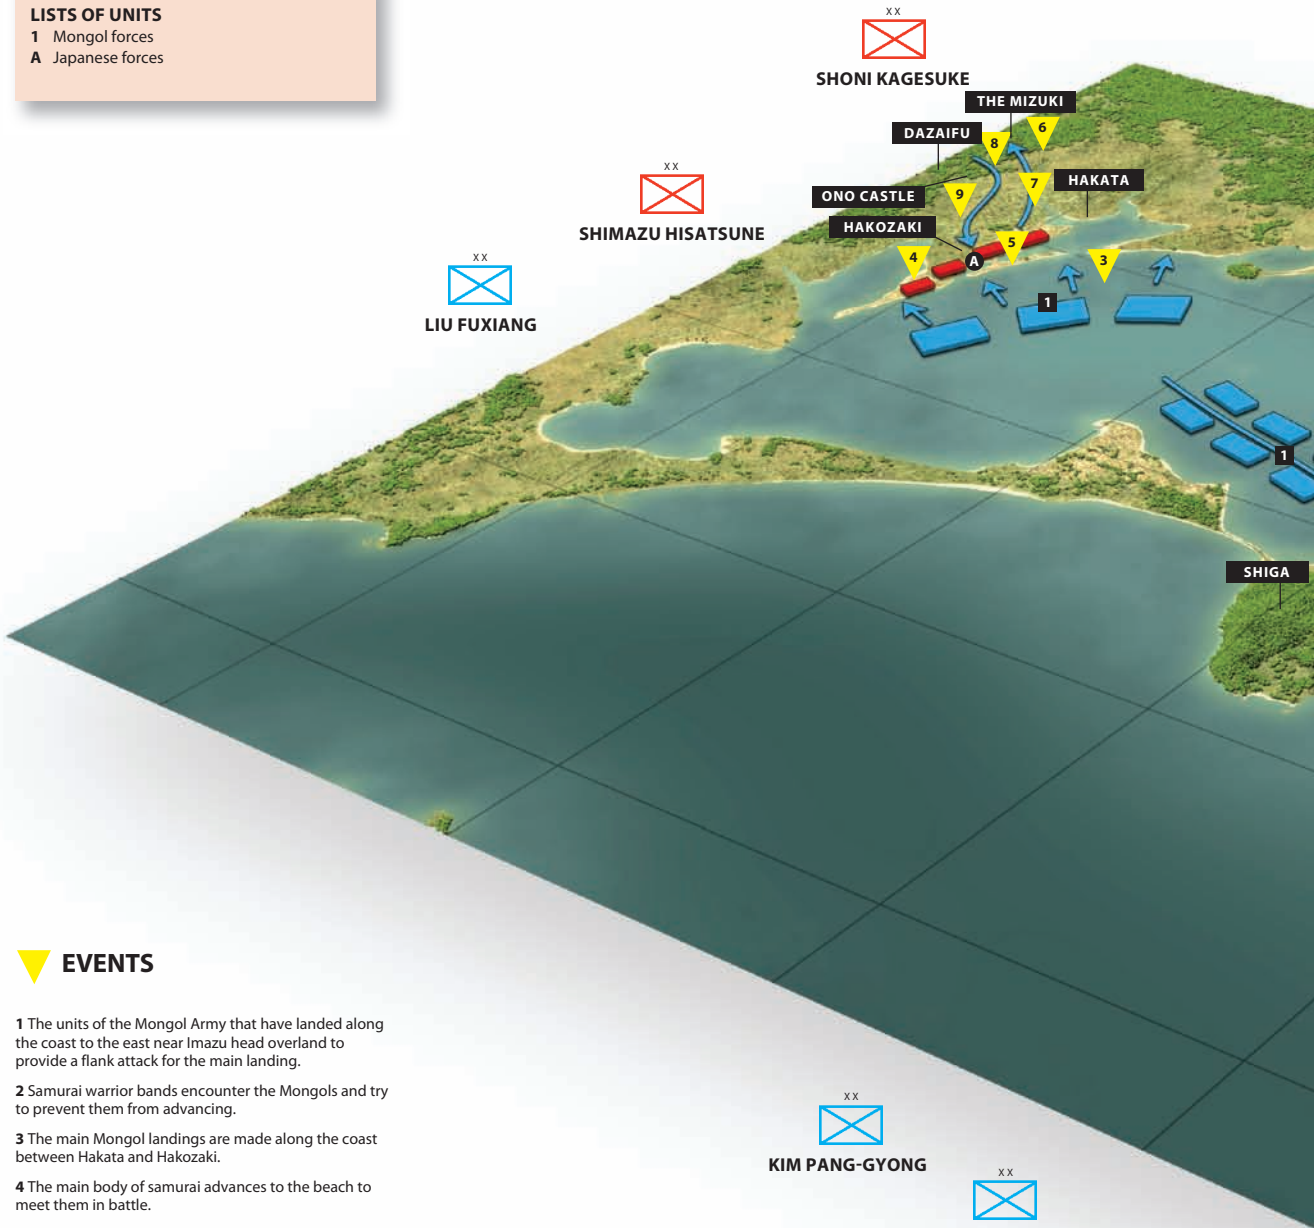 LISTS OF UNITS
1 Mongol forces
A Japanese forces
XX
SHONI KAGESUKE
THE MIZUKI
6
DAZAIFU
8
XX
7
HAKATA
ONO CASTLE
9
SHIMAZU HISATSUNE
HAKOZAKI
5
4
A
3
XX
1
LIU FUXIANG
1
SHIGA
EVENTS
1 The units of the Mongol Army that have landed along
the coast to the east near Imazu head overland to
provide a flank attack for the main landing.
2 Samurai warrior bands encounter the Mongols and try
to prevent them from advancing.
3 The main Mongol landings are made along the coast
between Hakata and Hakozaki.
4 The main body of samurai advances to the beach to
meet them in battle.
XX
KIM PANG-GYONG
XX